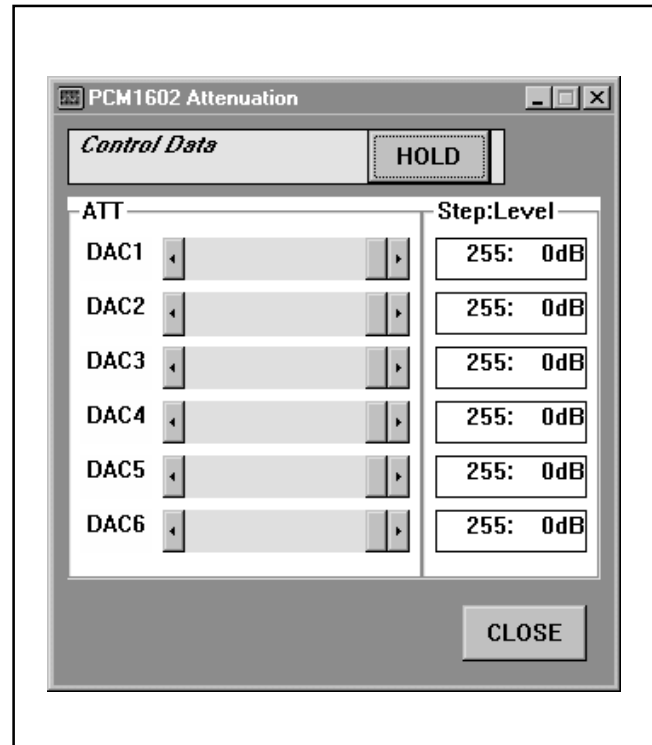 PCM1602 Attenuation
Control Data HOLD
ATT Step:Level
DAC1 255: 0dB
DAC2 255: 0dB
DAC3 255: 0dB
DAC4 255: 0dB
DAC5 255: 0dB
DAC6 255: 0dB
CLOSE